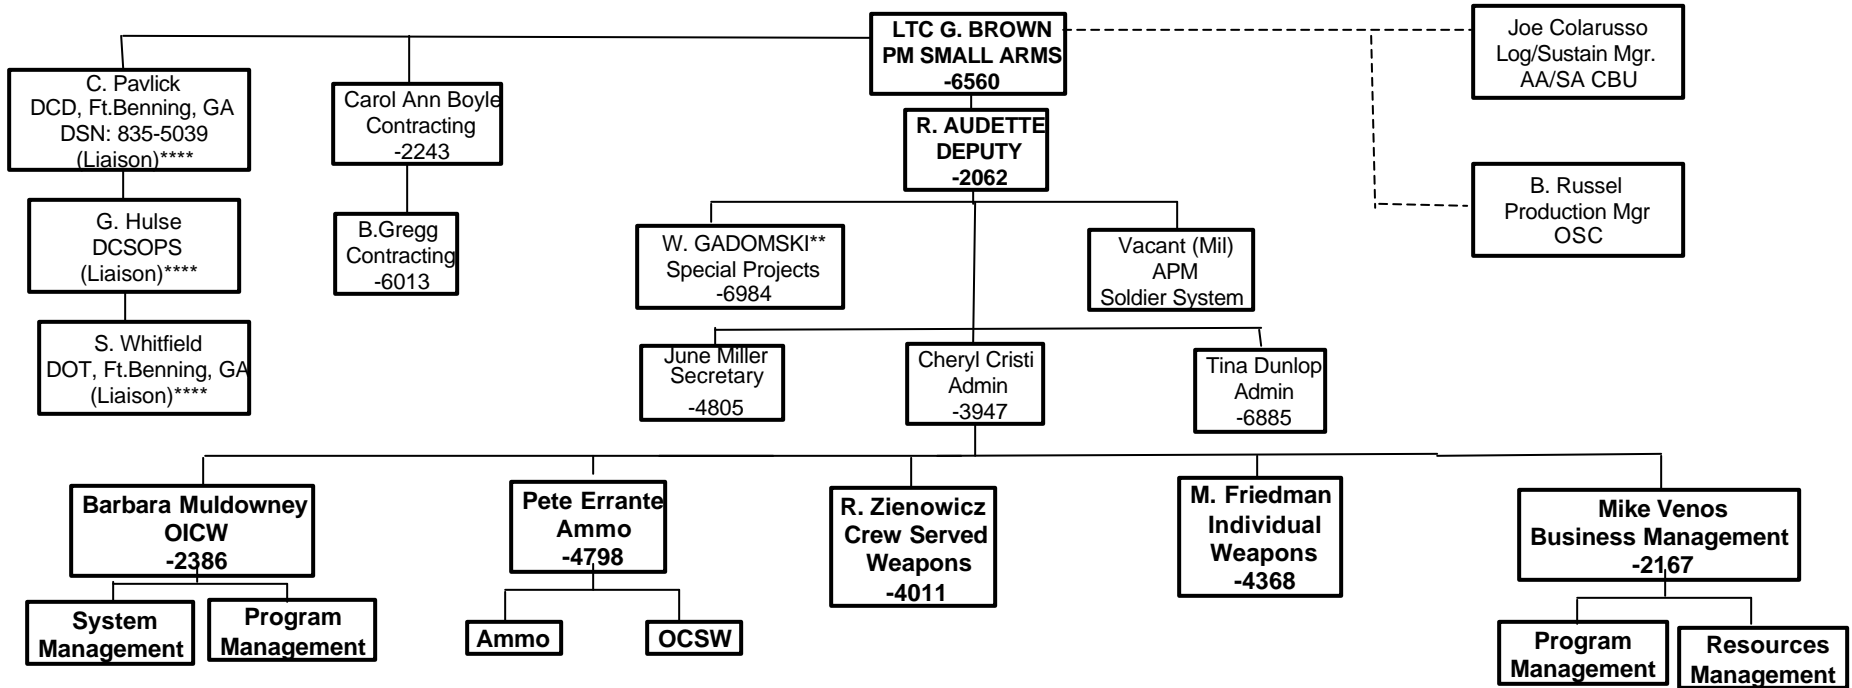 LTC G. BROWN
PM SMALL ARMS
-6560
Joe Colarusso
Log/Sustain Mgr.
AA/SA CBU
C. Pavlick
DCD, Ft.Benning, GA
DSN: 835-5039
(Liaison)****
Carol Ann Boyle
Contracting
-2243
R. AUDETTE
DEPUTY
-2062
B. Russel
Production Mgr
OSC
G. Hulse
DCSOPS
(Liaison)****
B.Gregg
Contracting
-6013
W. GADOMSKI**
Special Projects
-6984
Vacant (Mil)
APM
Soldier System
S. Whitfield
DOT, Ft.Benning, GA
(Liaison)****
June Miller
Secretary
-4805
Cheryl Cristi
Admin
-3947
Tina Dunlop
Admin
-6885
Barbara Muldowney
OICW
-2386
Pete Errante
Ammo
-4798
R. Zienowicz
Crew Served
Weapons
-4011
M. Friedman
Individual
Weapons
-4368
Mike Venos
Business Management
-2167
System
Management
Program
Management
Ammo
OCSW
Program
Management
Resources
Management